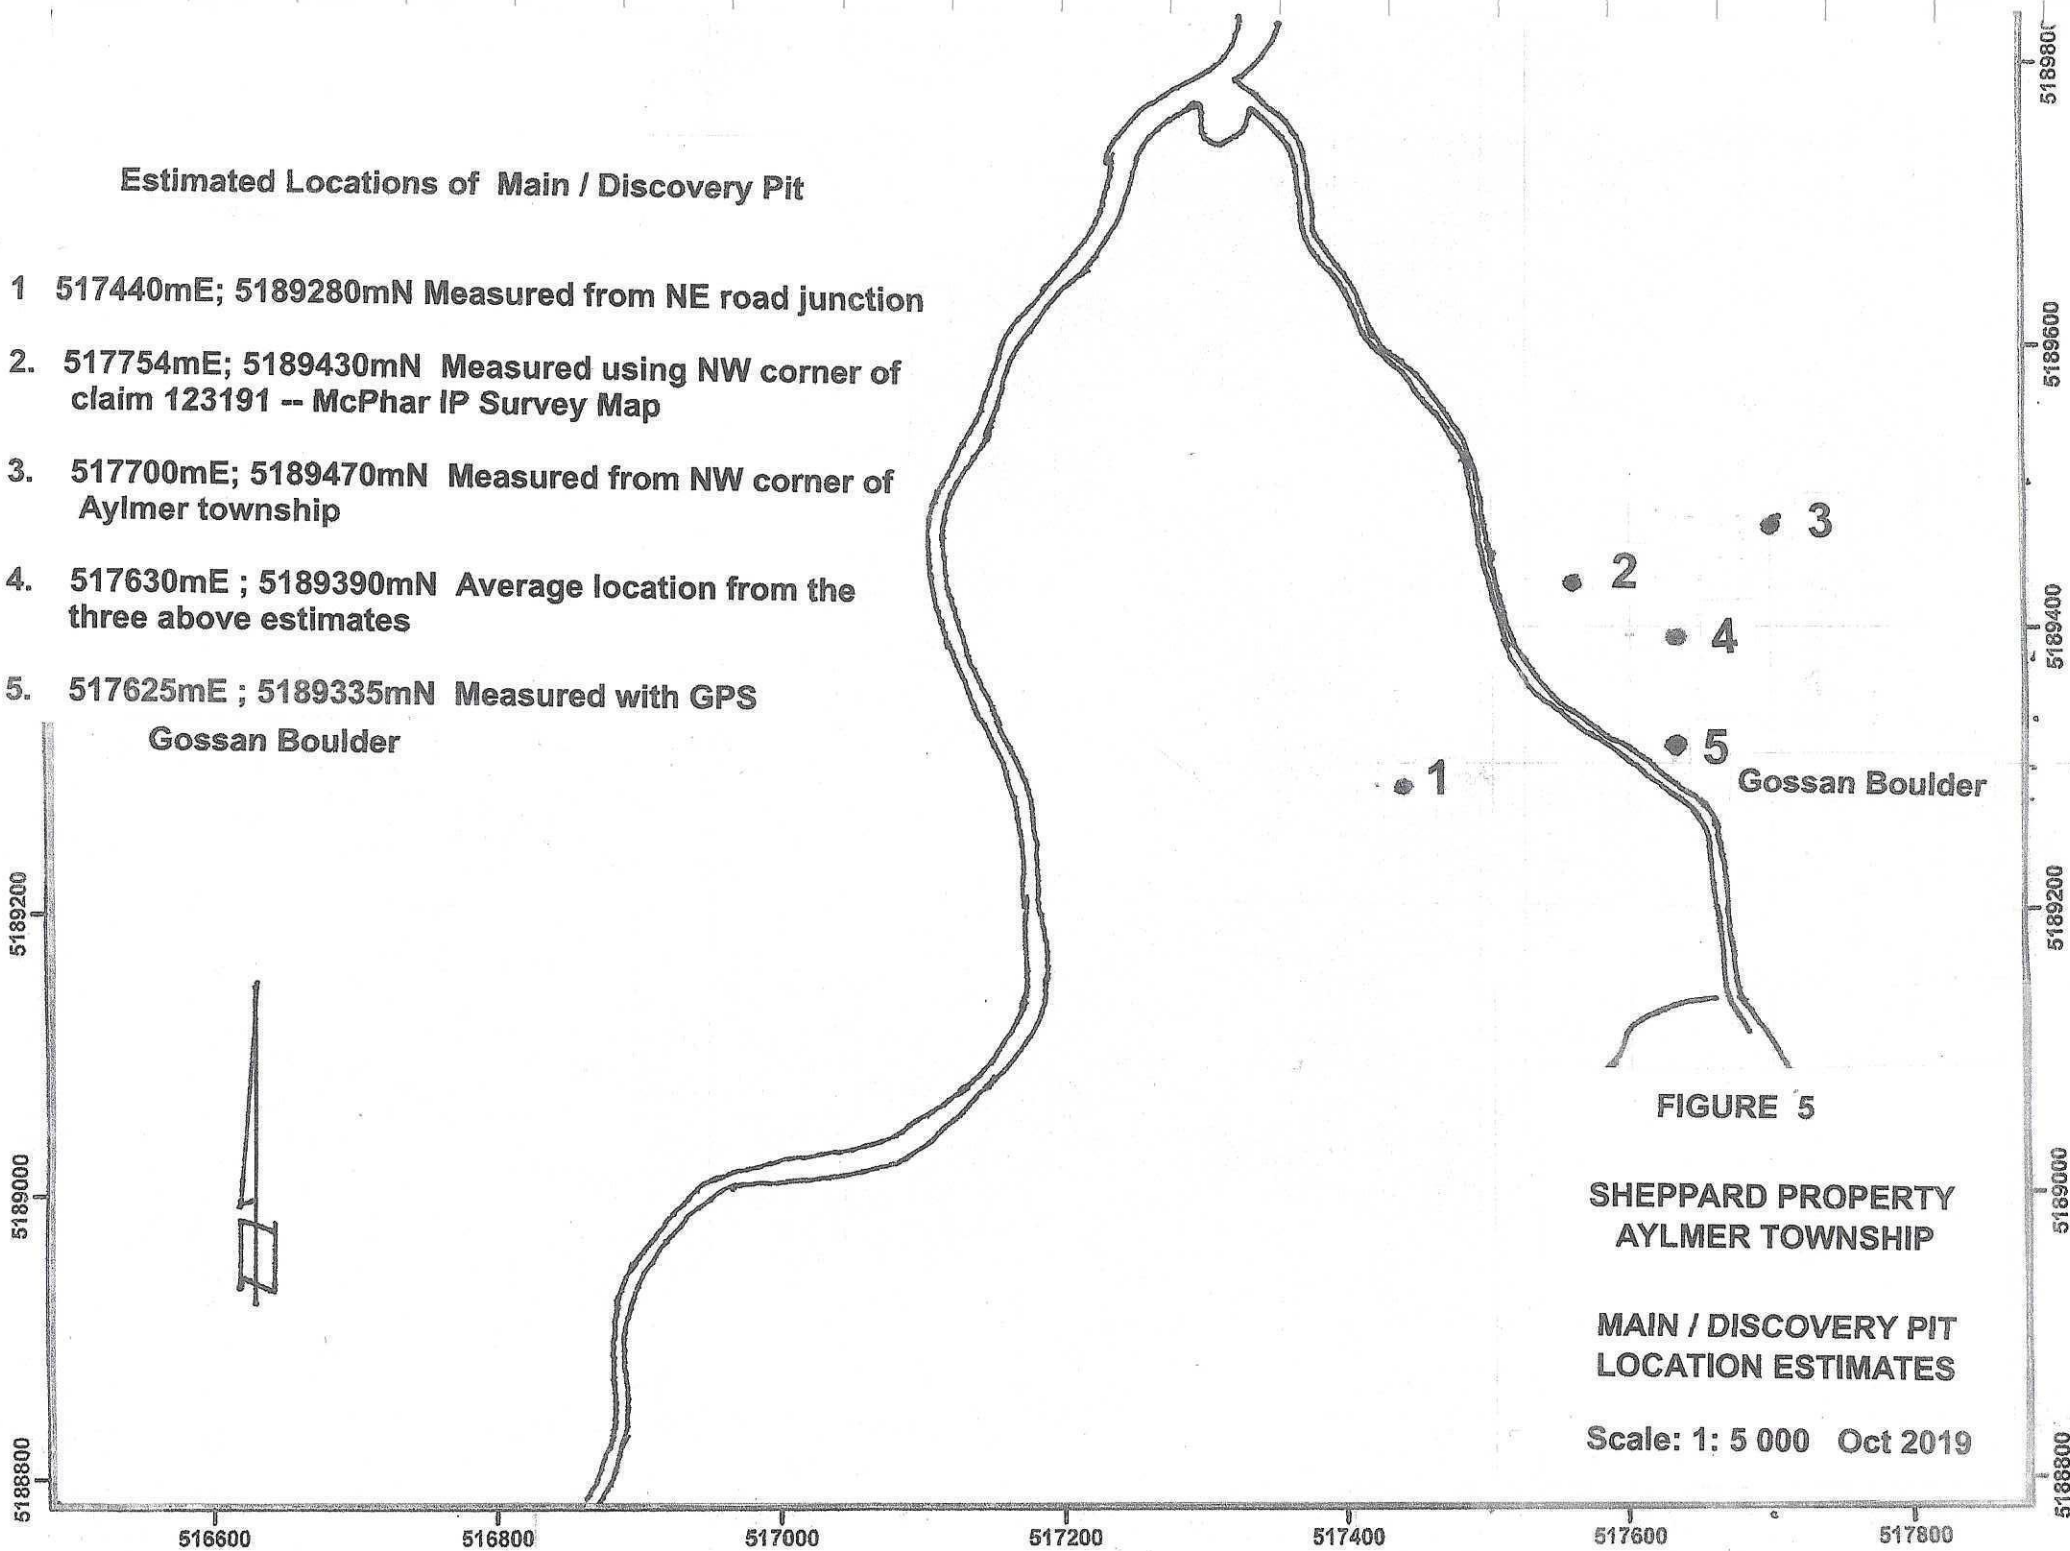 Estimated Locations of Main / Discovery Pit
1 517440mE; 5189280mN Measured from NE road junction
2. 517754mE; 5189430mN Measured using NW corner of
claim 123191 -- McPhar IP Survey Map
3. 517700mE; 5189470mN Measured from NW corner of
Aylmer township
4. 517630mE ; 5189390mN Average location from the
three above estimates
5. 517625mE ; 5189335mN Measured with GPS
Gossan Boulder
3
2
4
5
Gossan Boulder
1
5189200
5189000
5188800
518980
5189600
5189400
5189200
5189000
5188800
FIGURE 5
SHEPPARD PROPERTY
AYLMER TOWNSHIP
MAIN / DISCOVERY PIT
LOCATION ESTIMATES
Scale: 1: 5 000 Oct 2019
516600 516800 517000 517200 517400 517600 517800